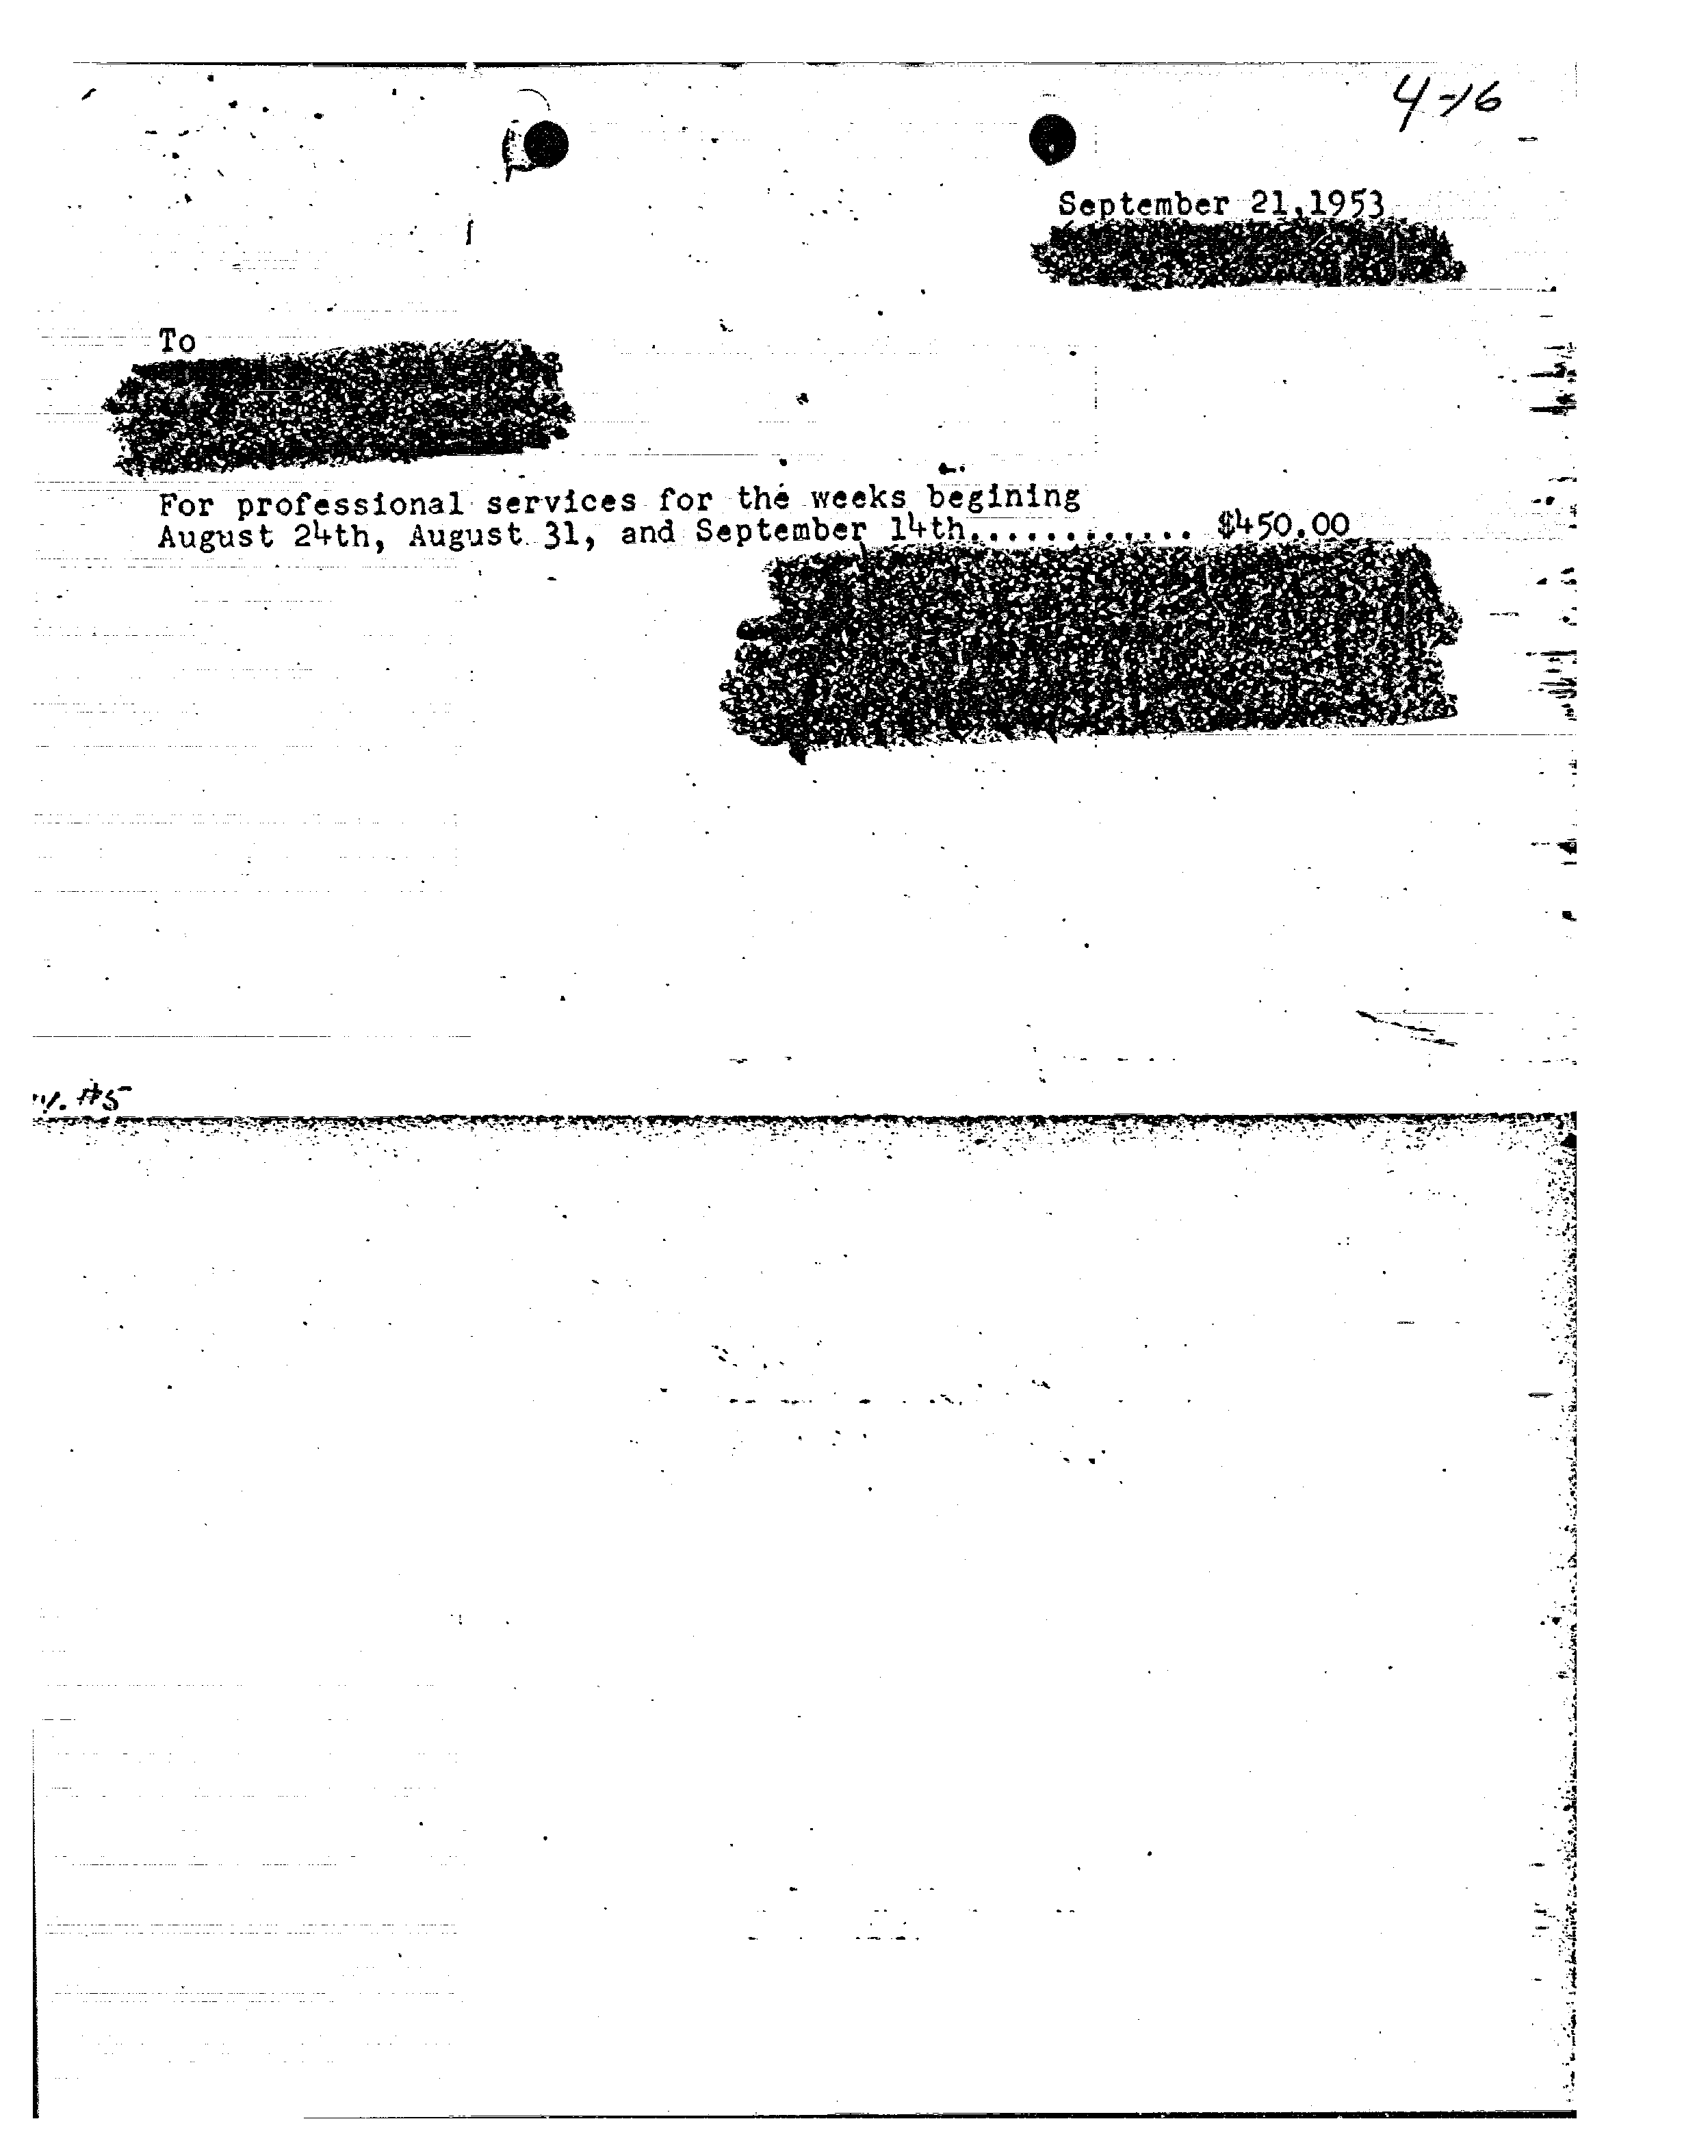 4-16
September 21,1953
To
For professional services for the weeks begining
August 24th, August 31, and September 14th............ $450.00
#5